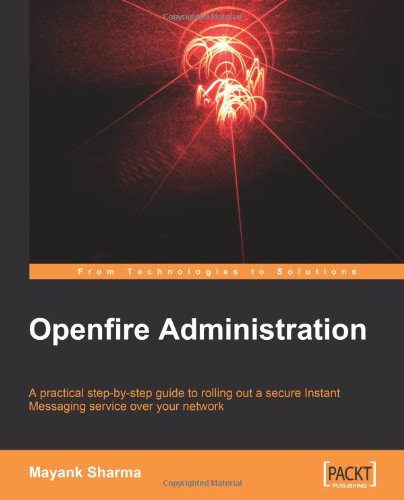 Copyrighted Material
From Technologies to Solutions
Openfire Administration
A practical step-by-step guide to rolling out a secure Instant
Messaging service over your network
Mayank Sharma
PACKT
PUBLISHING
Copyrighted Material